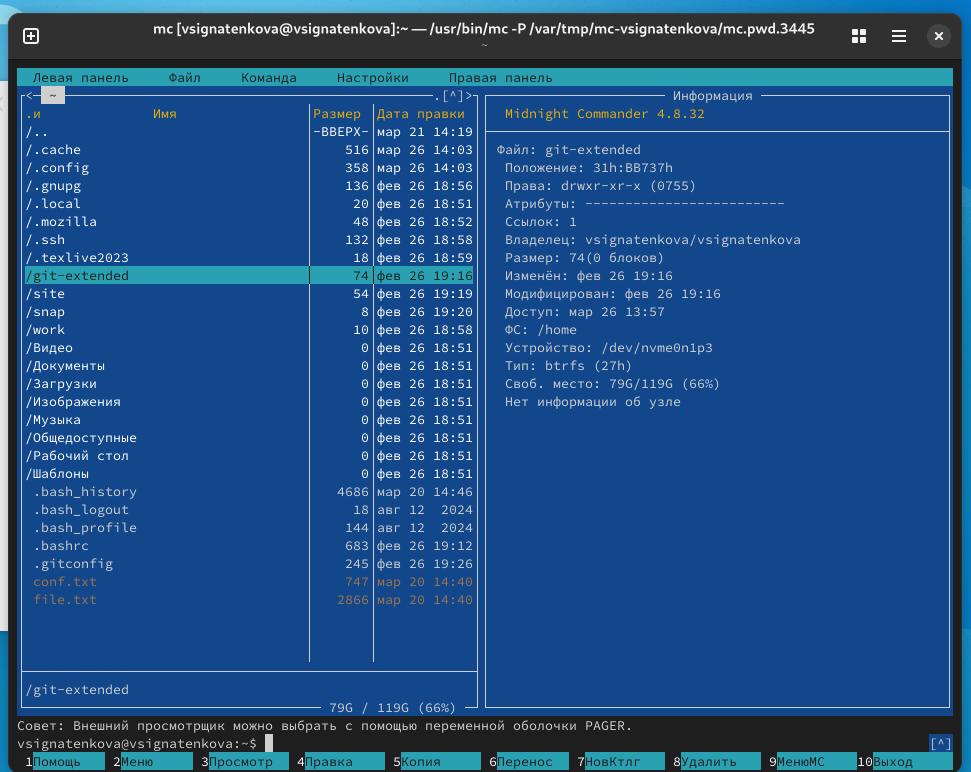 mc [vsignatenkova@vsignatenkova]:~ — /usr/bin/mc -P /var/tmp/mc-vsignatenkova/mc.pwd.3445
~
Левая панель Файл Команда Настройки Правая панель
<— ~ .[^]>
.и Имя Размер Дата правки
/.. -ВВЕРХ- мар 21 14:19
/.cache 516 мар 26 14:03
/.config 358 мар 26 14:03
/.gnupg 136 фев 26 18:56
/.local 20 фев 26 18:51
/.mozilla 48 фев 26 18:52
/.ssh 132 фев 26 18:58
/.texlive2023 18 фев 26 18:59
/git-extended 74 фев 26 19:16
/site 54 фев 26 19:19
/snap 8 фев 26 19:20
/work 10 фев 26 18:58
/Видео 0 фев 26 18:51
/Документы 0 фев 26 18:51
/Загрузки 0 фев 26 18:51
/Изображения 0 фев 26 18:51
/Музыка 0 фев 26 18:51
/Общедоступные 0 фев 26 18:51
/Рабочий стол 0 фев 26 18:51
/Шаблоны 0 фев 26 18:51
.bash_history 4686 мар 20 14:46
.bash_logout 18 авг 12 2024
.bash_profile 144 авг 12 2024
.bashrc 683 фев 26 19:12
.gitconfig 245 фев 26 19:26
conf.txt 747 мар 20 14:40
file.txt 2866 мар 20 14:40
/git-extended
79G / 119G (66%)
Информация
Midnight Commander 4.8.32
Файл: git-extended
Положение: 31h:BB737h
Права: drwxr-xr-x (0755)
Атрибуты: -------------------------
Ссылок: 1
Владелец: vsignatenkova/vsignatenkova
Размер: 74(0 блоков)
Изменён: фев 26 19:16
Модифицирован: фев 26 19:16
Доступ: мар 26 13:57
ФС: /home
Устройство: /dev/nvme0n1p3
Тип: btrfs (27h)
Своб. место: 79G/119G (66%)
Нет информации об узле
Совет: Внешний просмотрщик можно выбрать с помощью переменной оболочки PAGER.
vsignatenkova@vsignatenkova:~$ [^]
1Помощь 2Меню 3Просмотр 4Правка 5Копия 6Перенос 7НовКтлг 8Удалить 9МенюМС 10Выход